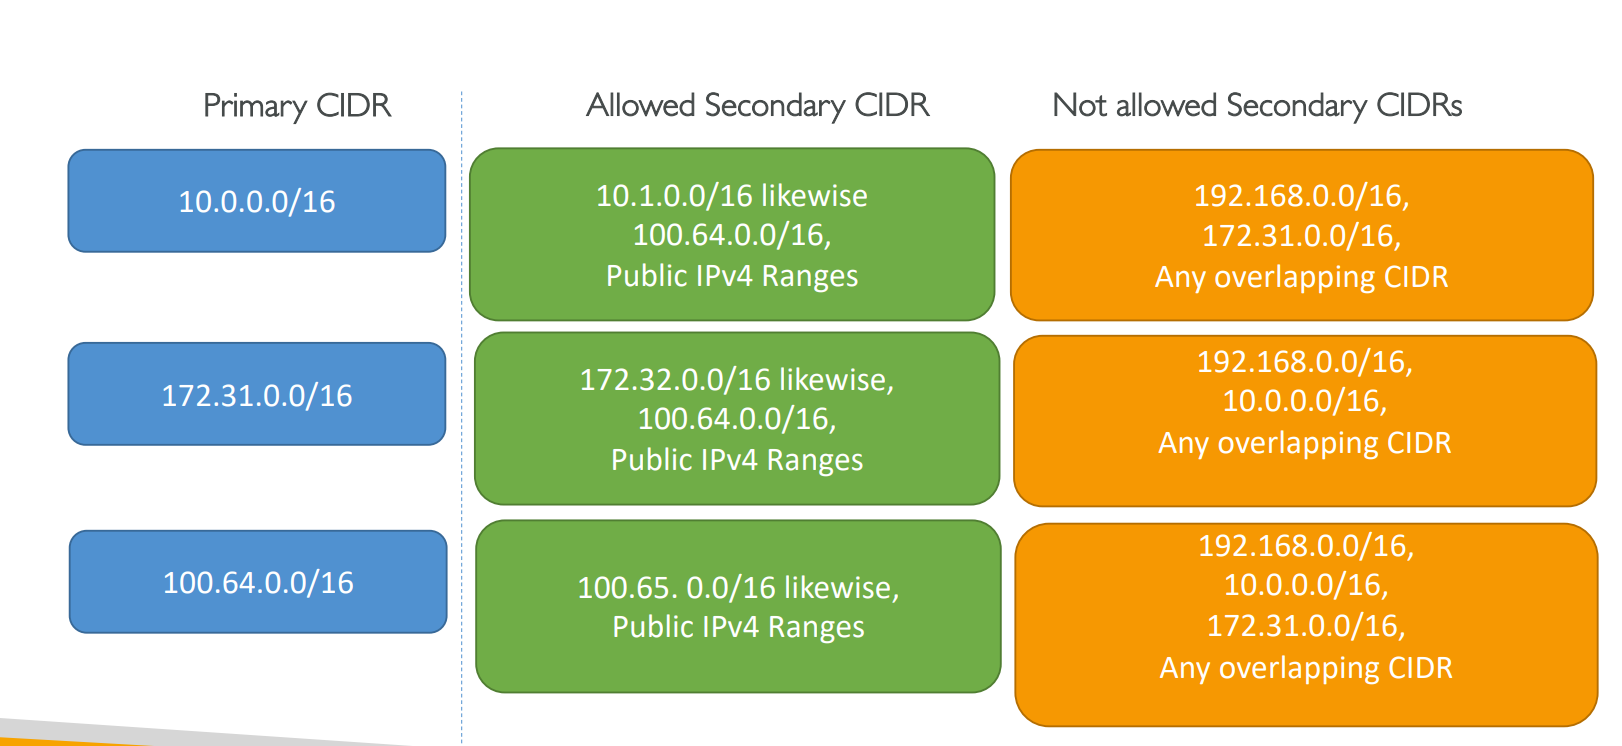 Primary CIDR
Allowed Secondary CIDR
Not allowed Secondary CIDRs
10.0.0.0/16
10.1.0.0/16 likewise
100.64.0.0/16,
Public IPv4 Ranges
192.168.0.0/16,
172.31.0.0/16,
Any overlapping CIDR
172.31.0.0/16
172.32.0.0/16 likewise,
100.64.0.0/16,
Public IPv4 Ranges
192.168.0.0/16,
10.0.0.0/16,
Any overlapping CIDR
100.64.0.0/16
100.65. 0.0/16 likewise,
Public IPv4 Ranges
192.168.0.0/16,
10.0.0.0/16,
172.31.0.0/16,
Any overlapping CIDR